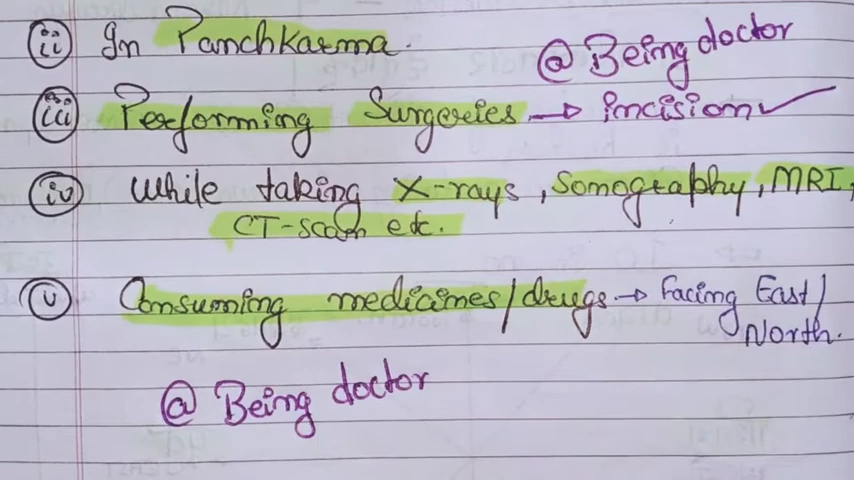 (ii) In Panchkarma.
@ Being doctor
(iii) Performing Surgeries → incision ✓
(iv) While taking X-rays, Sonography, MRI,
CT-scan etc.
(v) Consuming medicines/drugs → Facing East/
North.
@ Being doctor